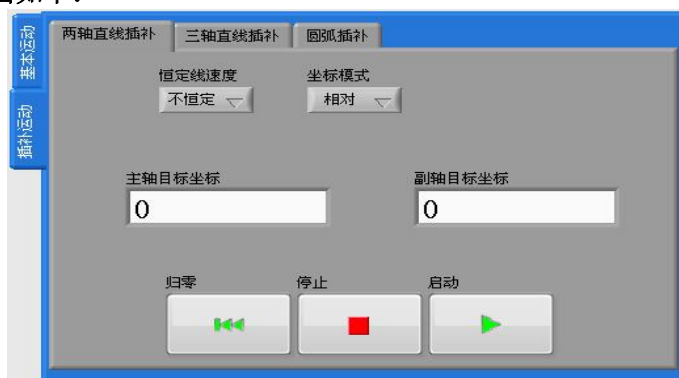 两轴直线插补
三轴直线插补
圆弧插补
基本运动
插补运动
恒定线速度
坐标模式
不恒定
相对
主轴目标坐标
副轴目标坐标
0
0
归零
停止
启动